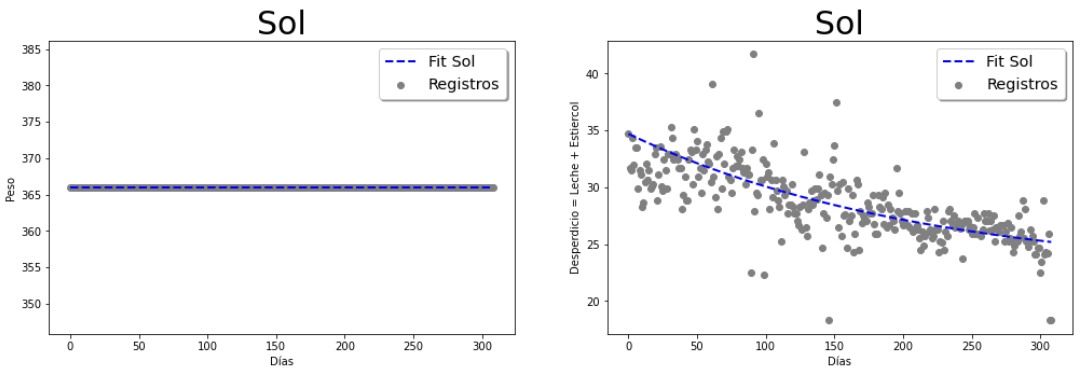 Sol
385
380
375
370
365
360
355
350
Peso
0 50 100 150 200 250 300
Días
Fit Sol
Registros
Sol
40
35
30
25
20
Desperdicio = Leche + Estiercol
0 50 100 150 200 250 300
Días
Fit Sol
Registros